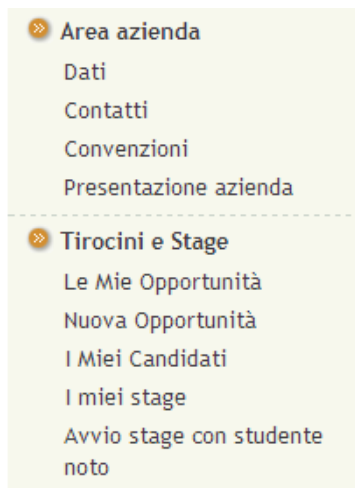 Area azienda
Dati
Contatti
Convenzioni
Presentazione azienda
Tirocini e Stage
Le Mie Opportunità
Nuova Opportunità
I Miei Candidati
I miei stage
Avvio stage con studente
noto